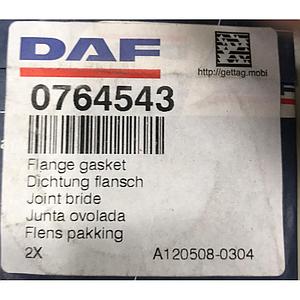 DAF
http://gettag.mobi
0764543
Flange gasket
Dichtung flansch
Joint bride
Junta ovolada
Flens pakking
2X A120508-0304